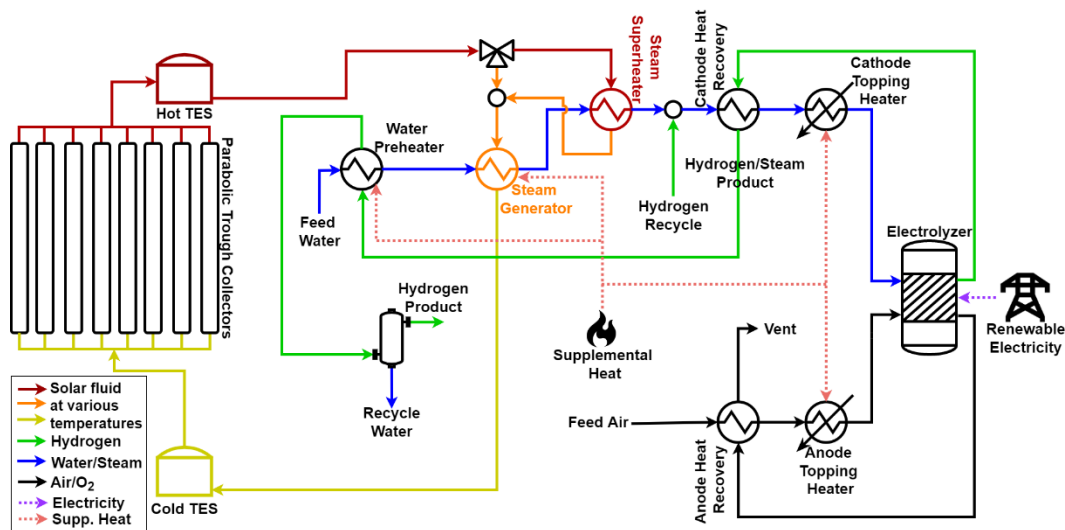 Hot TES
Parabolic Trough Collectors
Steam
Superheater
Cathode Heat
Recovery
Cathode
Topping
Heater
Water
Preheater
Feed
Water
Steam
Generator
Hydrogen
Recycle
Hydrogen/Steam
Product
Electrolyzer
Renewable
Electricity
Hydrogen
Product
Recycle
Water
Supplemental
Heat
Vent
Feed Air
Anode Heat
Recovery
Anode
Topping
Heater
Cold TES
Solar fluid
at various
temperatures
Hydrogen
Water/Steam
Air/O₂
Electricity
Supp. Heat